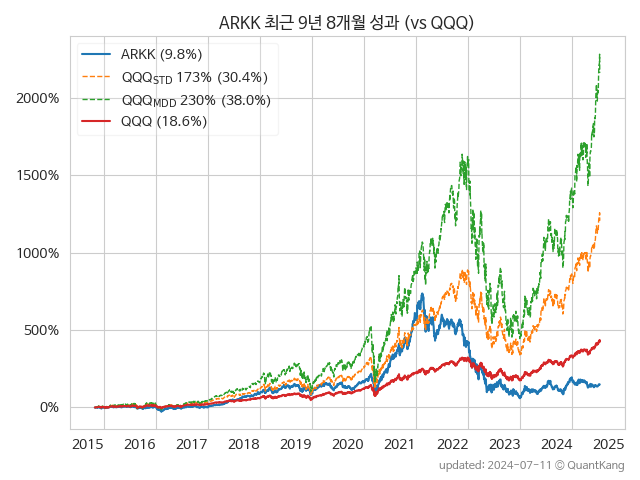 ARKK 최근 9년 8개월 성과 (vs QQQ)
ARKK (9.8%)
QQQSTD 173% (30.4%)
QQQMDD 230% (38.0%)
QQQ (18.6%)
2000%
1500%
1000%
500%
0%
2015 2016 2017 2018 2019 2020 2021 2022 2023 2024 2025
updated: 2024-07-11 © QuantKang